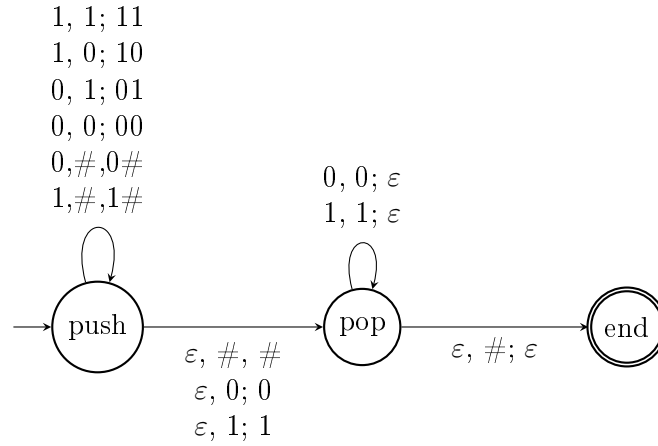 1, 1; 11
1, 0; 10
0, 1; 01
0, 0; 00
0,#,0#
1,#,1#
0, 0; ε
1, 1; ε
push
pop
end
ε, #, #
ε, 0; 0
ε, 1; 1
ε, #; ε